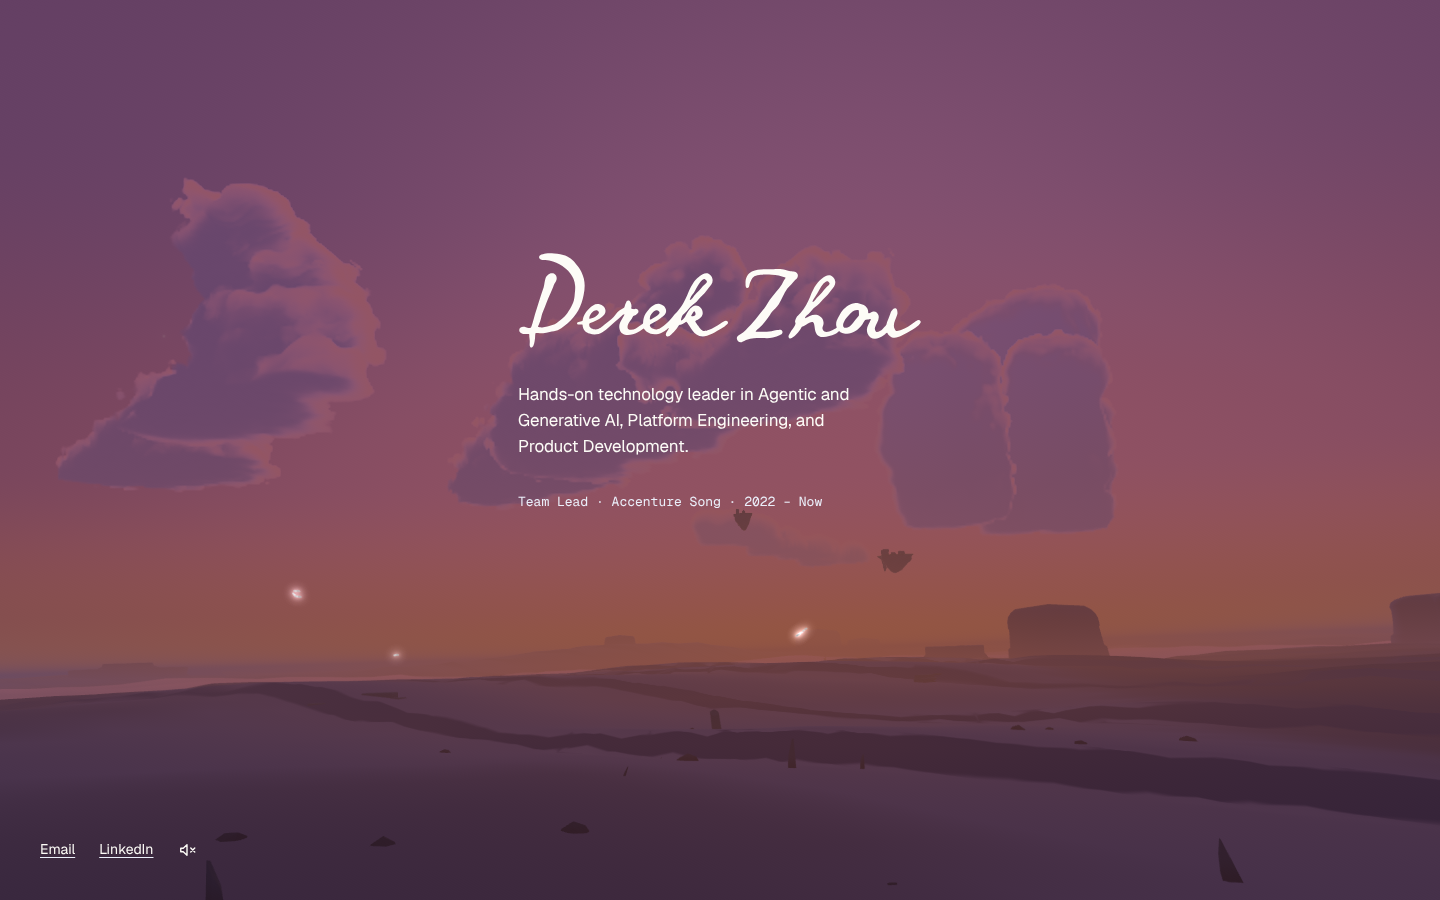 Derek Zhou
Hands-on technology leader in Agentic and
Generative AI, Platform Engineering, and
Product Development.
Team Lead · Accenture Song · 2022 – Now
Email LinkedIn